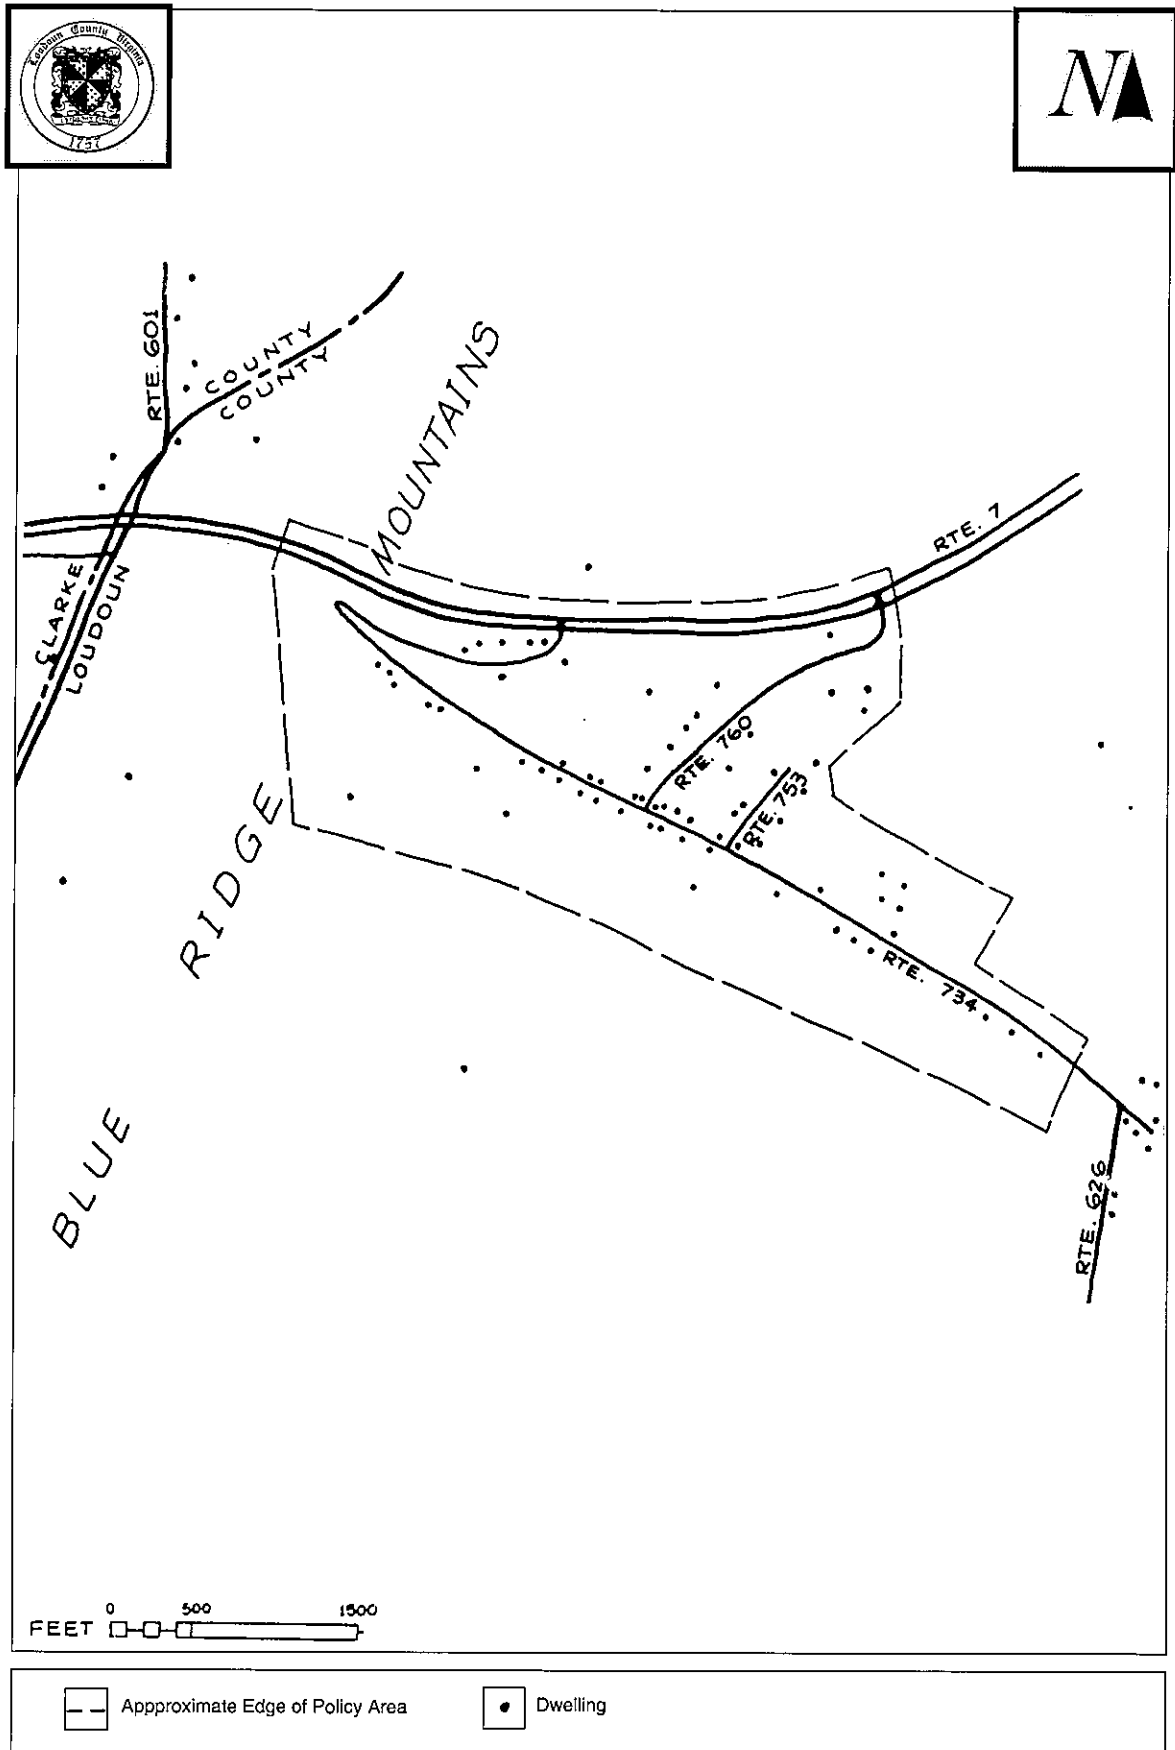 Loudoun County Virginia
1757
N
RTE. 601
COUNTY
COUNTY
MOUNTAINS
RTE. 7
CLARKE
LOUDOUN
RTE. 760
RTE. 753
BLUE RIDGE
RTE. 734
RTE. 626
FEET 0 500 1500
Appproximate Edge of Policy Area
Dwelling